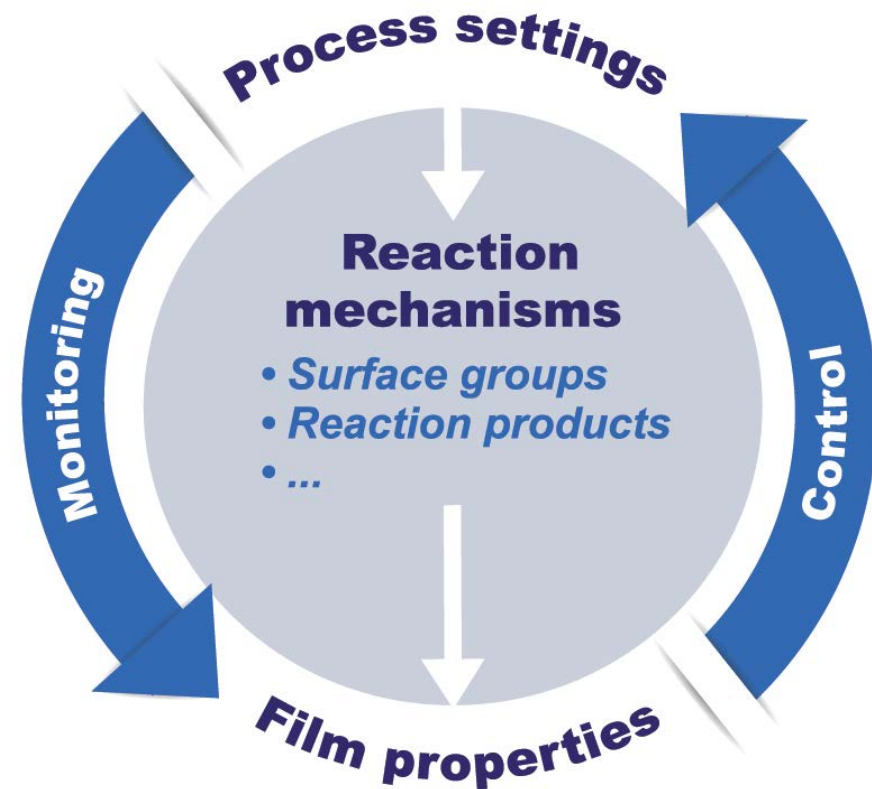 Process settings
Reaction
mechanisms
• Surface groups
• Reaction products
• ...
Monitoring
Control
Film properties